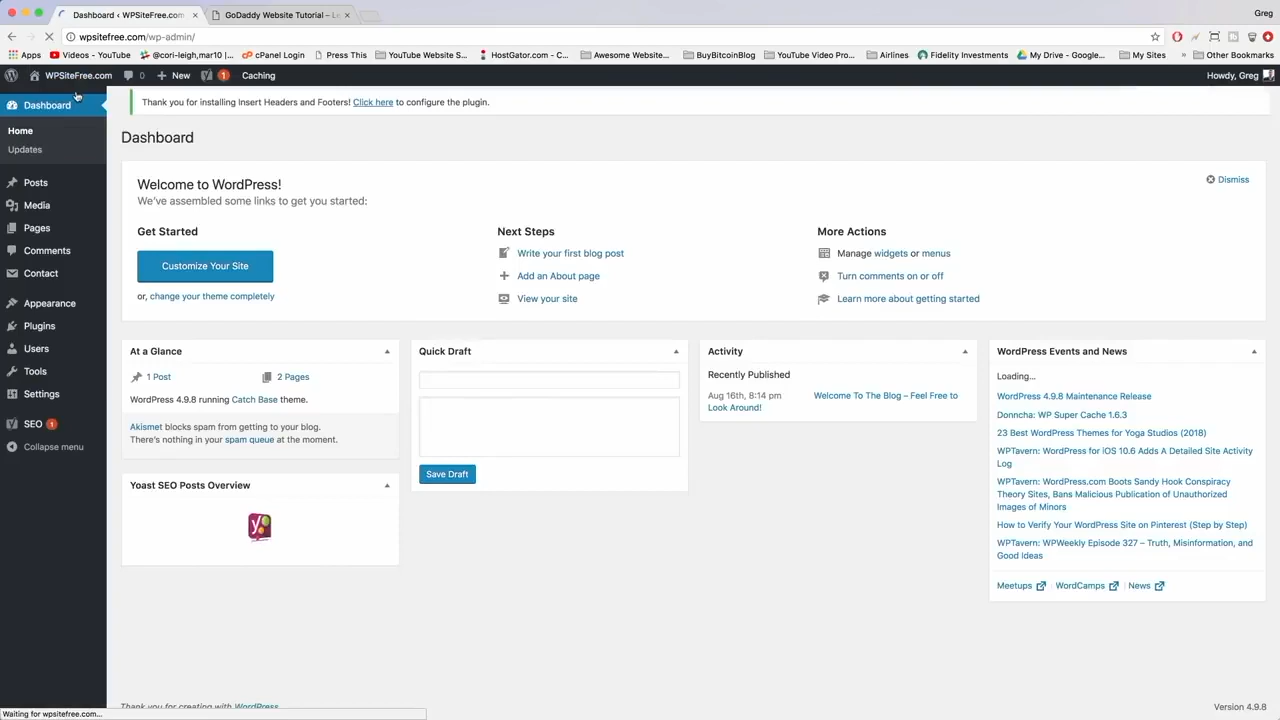 Dashboard ‹ WPSiteFree.com ...
GoDaddy Website Tutorial – Le
Greg
wpsitefree.com/wp-admin/
Apps
Videos - YouTube
@cori-leigh,mar10 |...
cPanel Login
Press This
YouTube Website S...
HostGator.com - C...
Awesome Website...
BuyBitcoinBlog
YouTube Video Pro...
Airlines
Fidelity Investments
My Drive - Google...
My Sites
»
Other Bookmarks
WPSiteFree.com
0
New
1
Caching
Howdy, Greg
Dashboard
Home
Updates
Posts
Media
Pages
Comments
Contact
Appearance
Plugins
Users
Tools
Settings
SEO 1
Collapse menu
Thank you for installing Insert Headers and Footers! Click here to configure the plugin.
Dashboard
Welcome to WordPress!
We've assembled some links to get you started:
Dismiss
Get Started
Customize Your Site
or, change your theme completely
Next Steps
Write your first blog post
Add an About page
View your site
More Actions
Manage widgets or menus
Turn comments on or off
Learn more about getting started
At a Glance
1 Post
2 Pages
WordPress 4.9.8 running Catch Base theme.
Akismet blocks spam from getting to your blog.
There's nothing in your spam queue at the moment.
Yoast SEO Posts Overview
Quick Draft
Save Draft
Activity
Recently Published
Aug 16th, 8:14 pm
Welcome To The Blog – Feel Free to
Look Around!
WordPress Events and News
Loading...
WordPress 4.9.8 Maintenance Release
Donncha: WP Super Cache 1.6.3
23 Best WordPress Themes for Yoga Studios (2018)
WPTavern: WordPress for iOS 10.6 Adds A Detailed Site Activity
Log
WPTavern: WordPress.com Boots Sandy Hook Conspiracy
Theory Sites, Bans Malicious Publication of Unauthorized
Images of Minors
How to Verify Your WordPress Site on Pinterest (Step by Step)
WPTavern: WPWeekly Episode 327 – Truth, Misinformation, and
Good Ideas
Meetups
WordCamps
News
Thank you for creating with WordPress
Version 4.9.8
Waiting for wpsitefree.com...